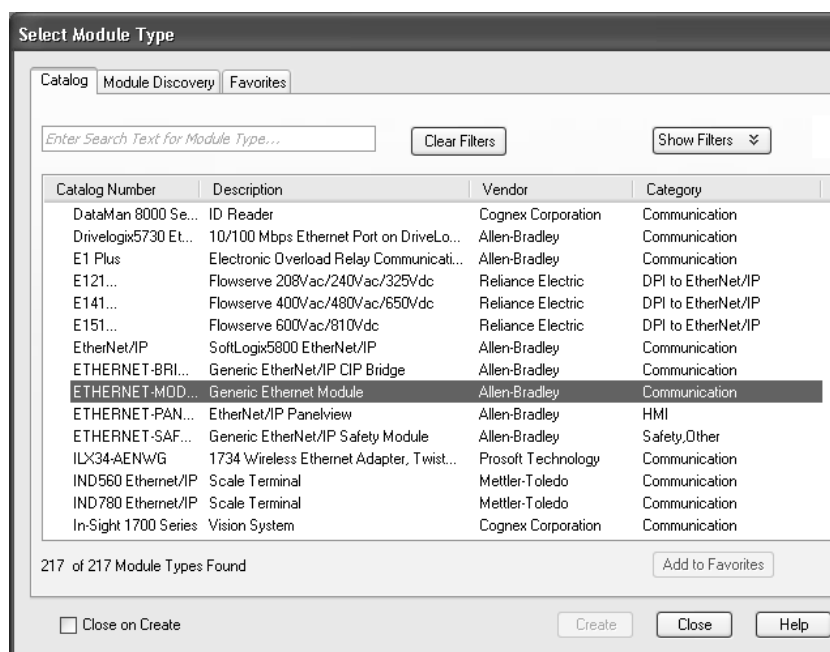 Select Module Type
Catalog Module Discovery Favorites
Enter Search Text for Module Type... Clear Filters Show Filters
Catalog Number Description Vendor Category
DataMan 8000 Se... ID Reader Cognex Corporation Communication
Drivelogix5730 Et... 10/100 Mbps Ethernet Port on DriveLo... Allen-Bradley Communication
E1 Plus Electronic Overload Relay Communicati... Allen-Bradley Communication
E121... Flowserve 208Vac/240Vac/325Vdc Reliance Electric DPI to EtherNet/IP
E141... Flowserve 400Vac/480Vac/650Vdc Reliance Electric DPI to EtherNet/IP
E151... Flowserve 600Vac/810Vdc Reliance Electric DPI to EtherNet/IP
EtherNet/IP SoftLogix5800 EtherNet/IP Allen-Bradley Communication
ETHERNET-BRI... Generic EtherNet/IP CIP Bridge Allen-Bradley Communication
ETHERNET-MOD... Generic Ethernet Module Allen-Bradley Communication
ETHERNET-PAN... EtherNet/IP Panelview Allen-Bradley HMI
ETHERNET-SAF... Generic EtherNet/IP Safety Module Allen-Bradley Safety,Other
ILX34-AENWG 1734 Wireless Ethernet Adapter, Twist... Prosoft Technology Communication
IND560 Ethernet/IP Scale Terminal Mettler-Toledo Communication
IND780 Ethernet/IP Scale Terminal Mettler-Toledo Communication
In-Sight 1700 Series Vision System Cognex Corporation Communication
217 of 217 Module Types Found Add to Favorites
Close on Create Create Close Help